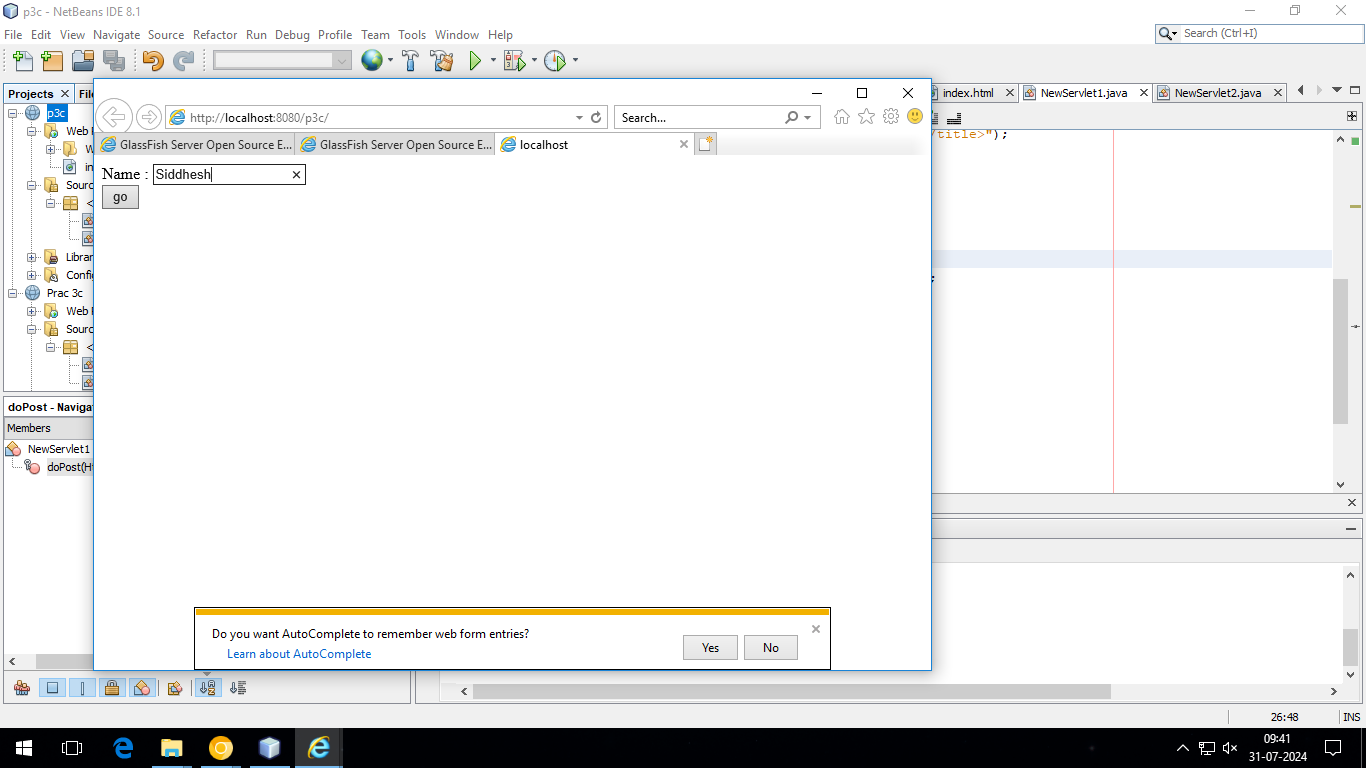 p3c - NetBeans IDE 8.1
File Edit View Navigate Source Refactor Run Debug Profile Team Tools Window Help
Search (Ctrl+I)
Projects
index.html NewServlet1.java NewServlet2.java
http://localhost:8080/p3c/
Search...
GlassFish Server Open Source E... GlassFish Server Open Source E... localhost
Name : Siddhesh
go
p3c
Web
W
in
Sourc
<
Librar
Config
Prac 3c
Web
Sourc
<
/title>");
;
doPost - Navigat
Members
NewServlet1
doPost(Ht
Do you want AutoComplete to remember web form entries?
Learn about AutoComplete
Yes No
26:48 INS
09:41
31-07-2024